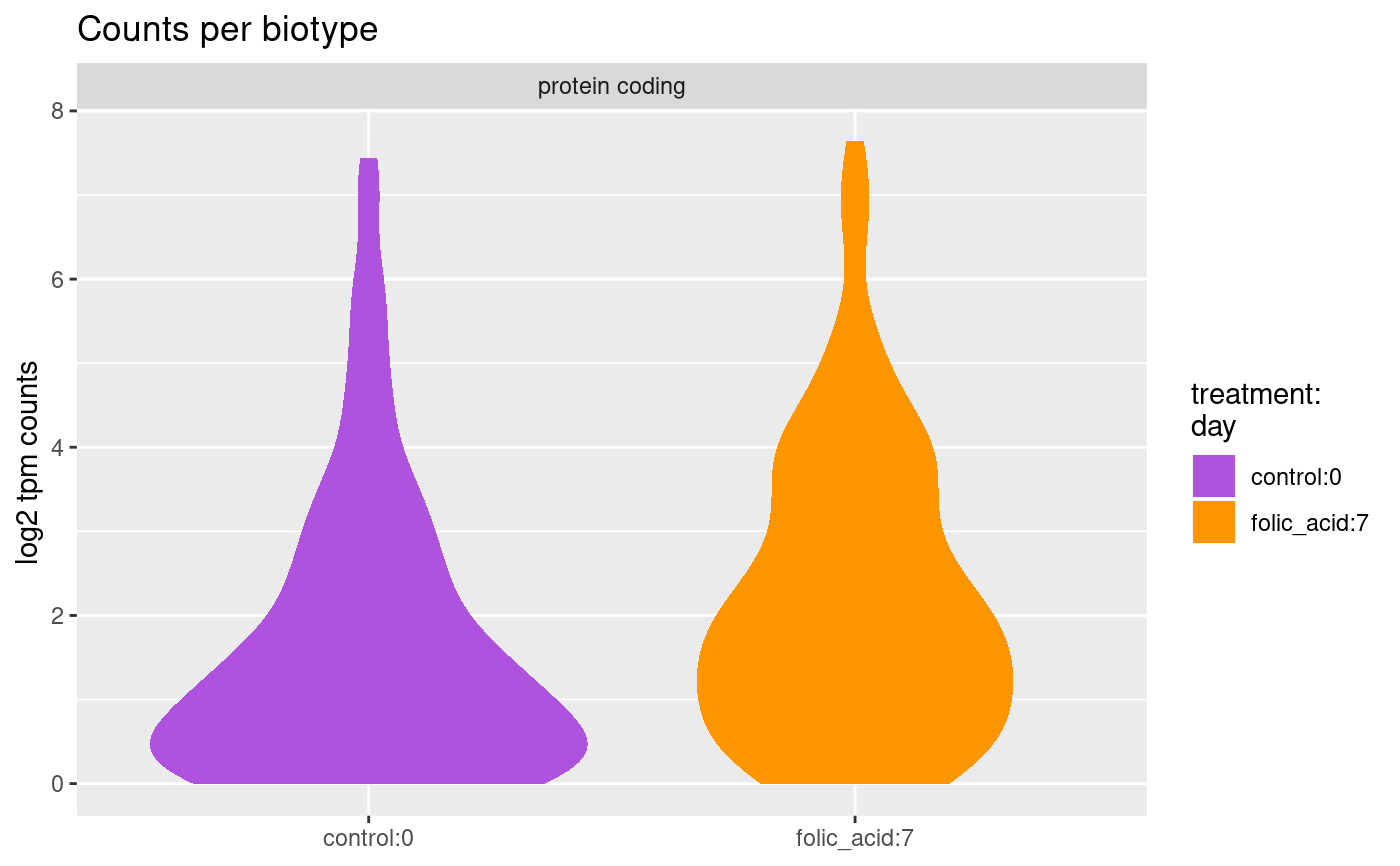 Counts per biotype
protein coding
8
6
4
2
0
log2 tpm counts
control:0
folic_acid:7
treatment:
day
control:0
folic_acid:7